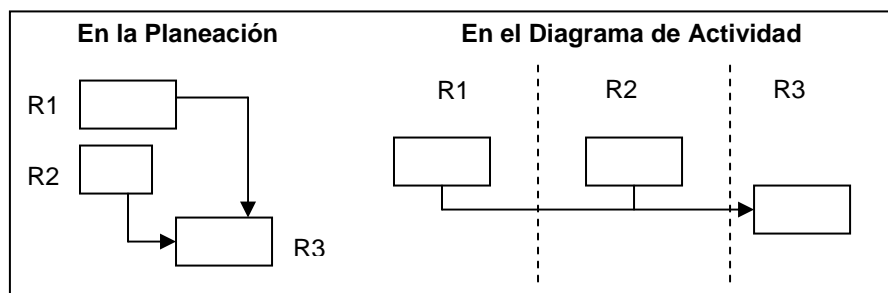 En la Planeación
En el Diagrama de Actividad
R1
R2
R3
R1
R2
R3